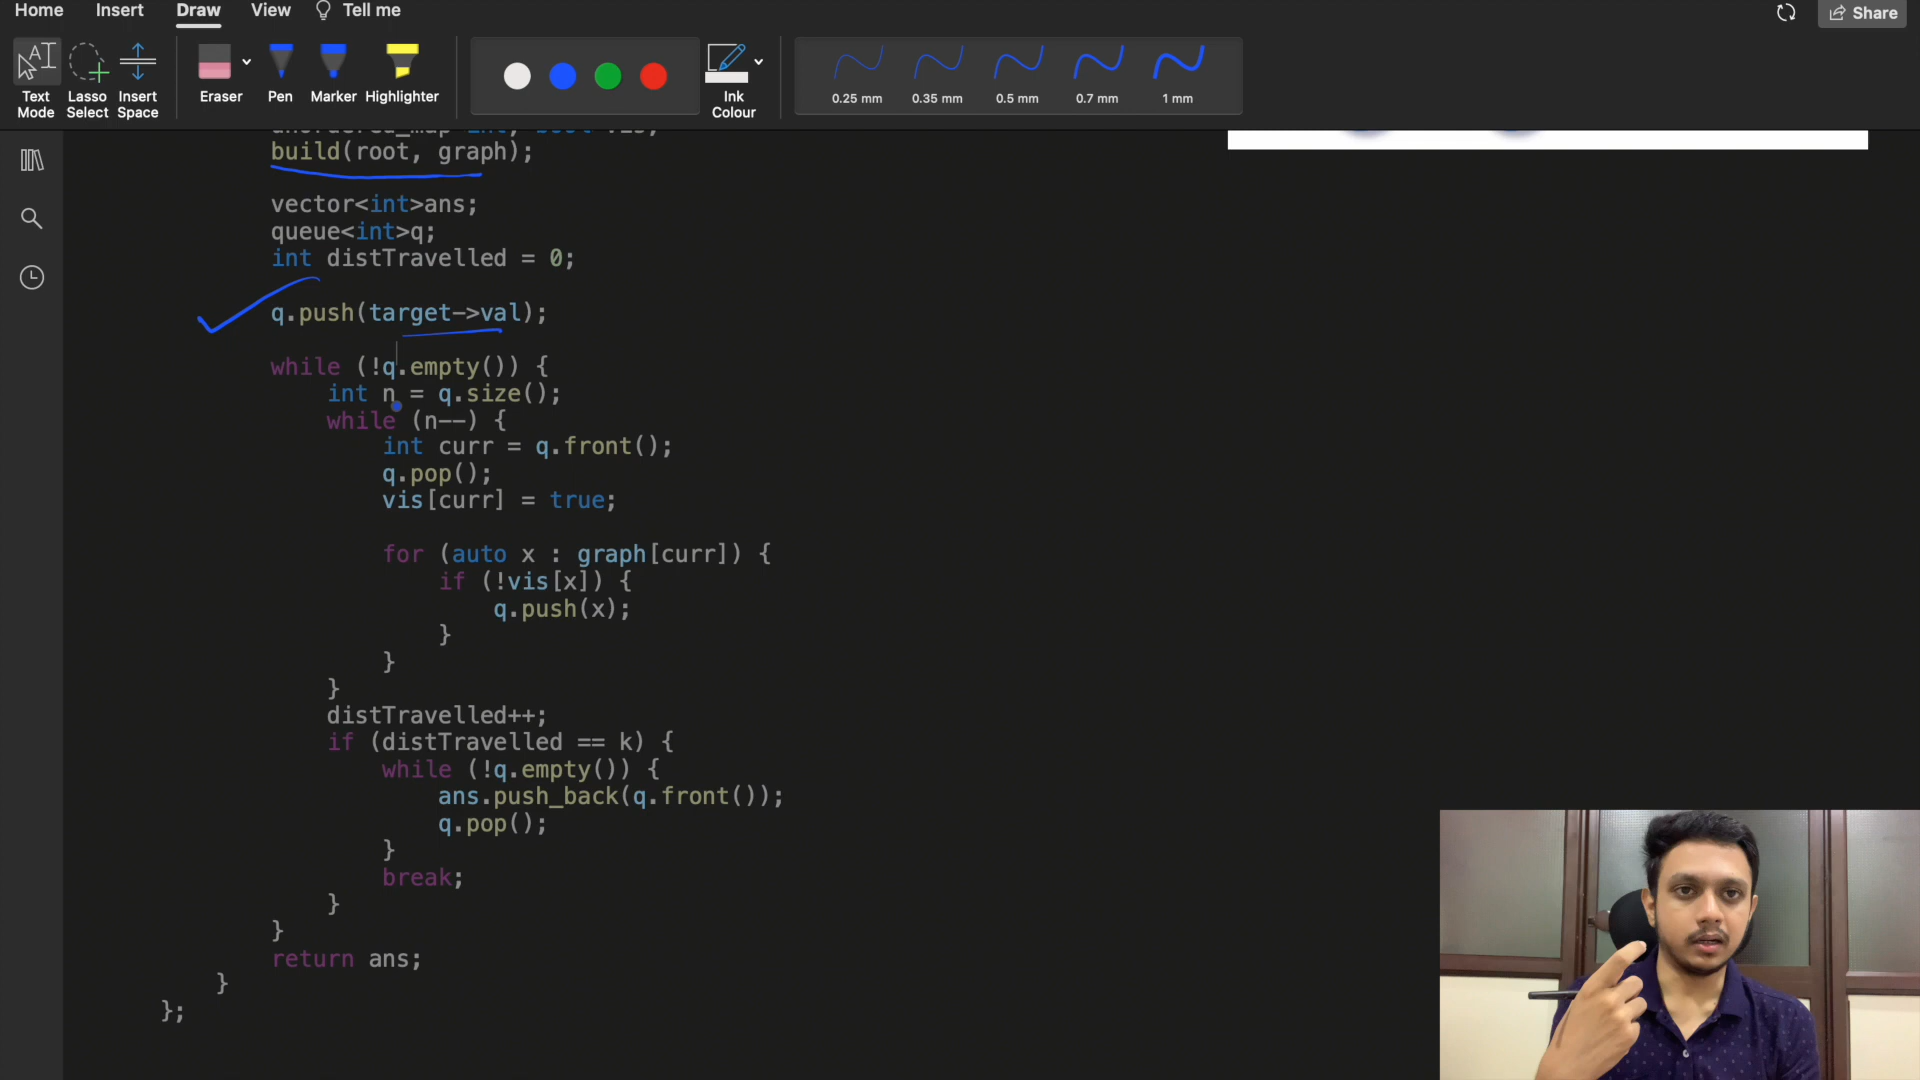 Home Insert Draw View Tell me Share
Text Mode
Lasso Select
Insert Space
Eraser
Pen
Marker
Highlighter
Ink Colour
0.25 mm
0.35 mm
0.5 mm
0.7 mm
1 mm
build(root, graph);
vector<int>ans;
queue<int>q;
int distTravelled = 0;
q.push(target->val);
while (!q.empty()) {
int n = q.size();
while (n--) {
int curr = q.front();
q.pop();
vis[curr] = true;
for (auto x : graph[curr]) {
if (!vis[x]) {
q.push(x);
}
}
}
distTravelled++;
if (distTravelled == k) {
while (!q.empty()) {
ans.push_back(q.front());
q.pop();
}
break;
}
}
return ans;
}
};